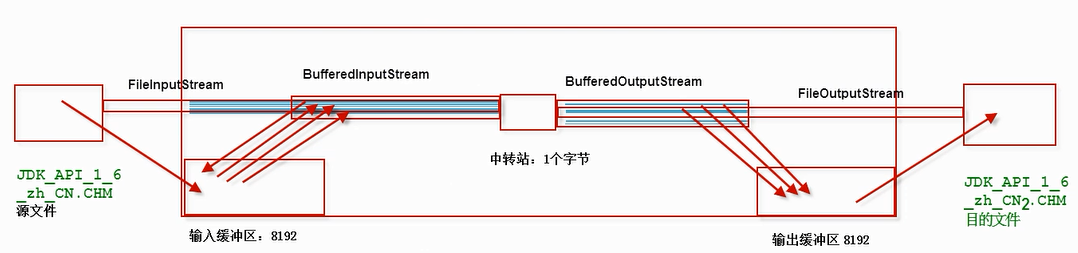 FileInputStream
BufferedInputStream
BufferedOutputStream
FileOutputStream
中转站：1个字节
JDK_API_1_6
_zh_CN.CHM
源文件
JDK_API_1_6
_zh_CN2.CHM
目的文件
输入缓冲区：8192
输出缓冲区 8192